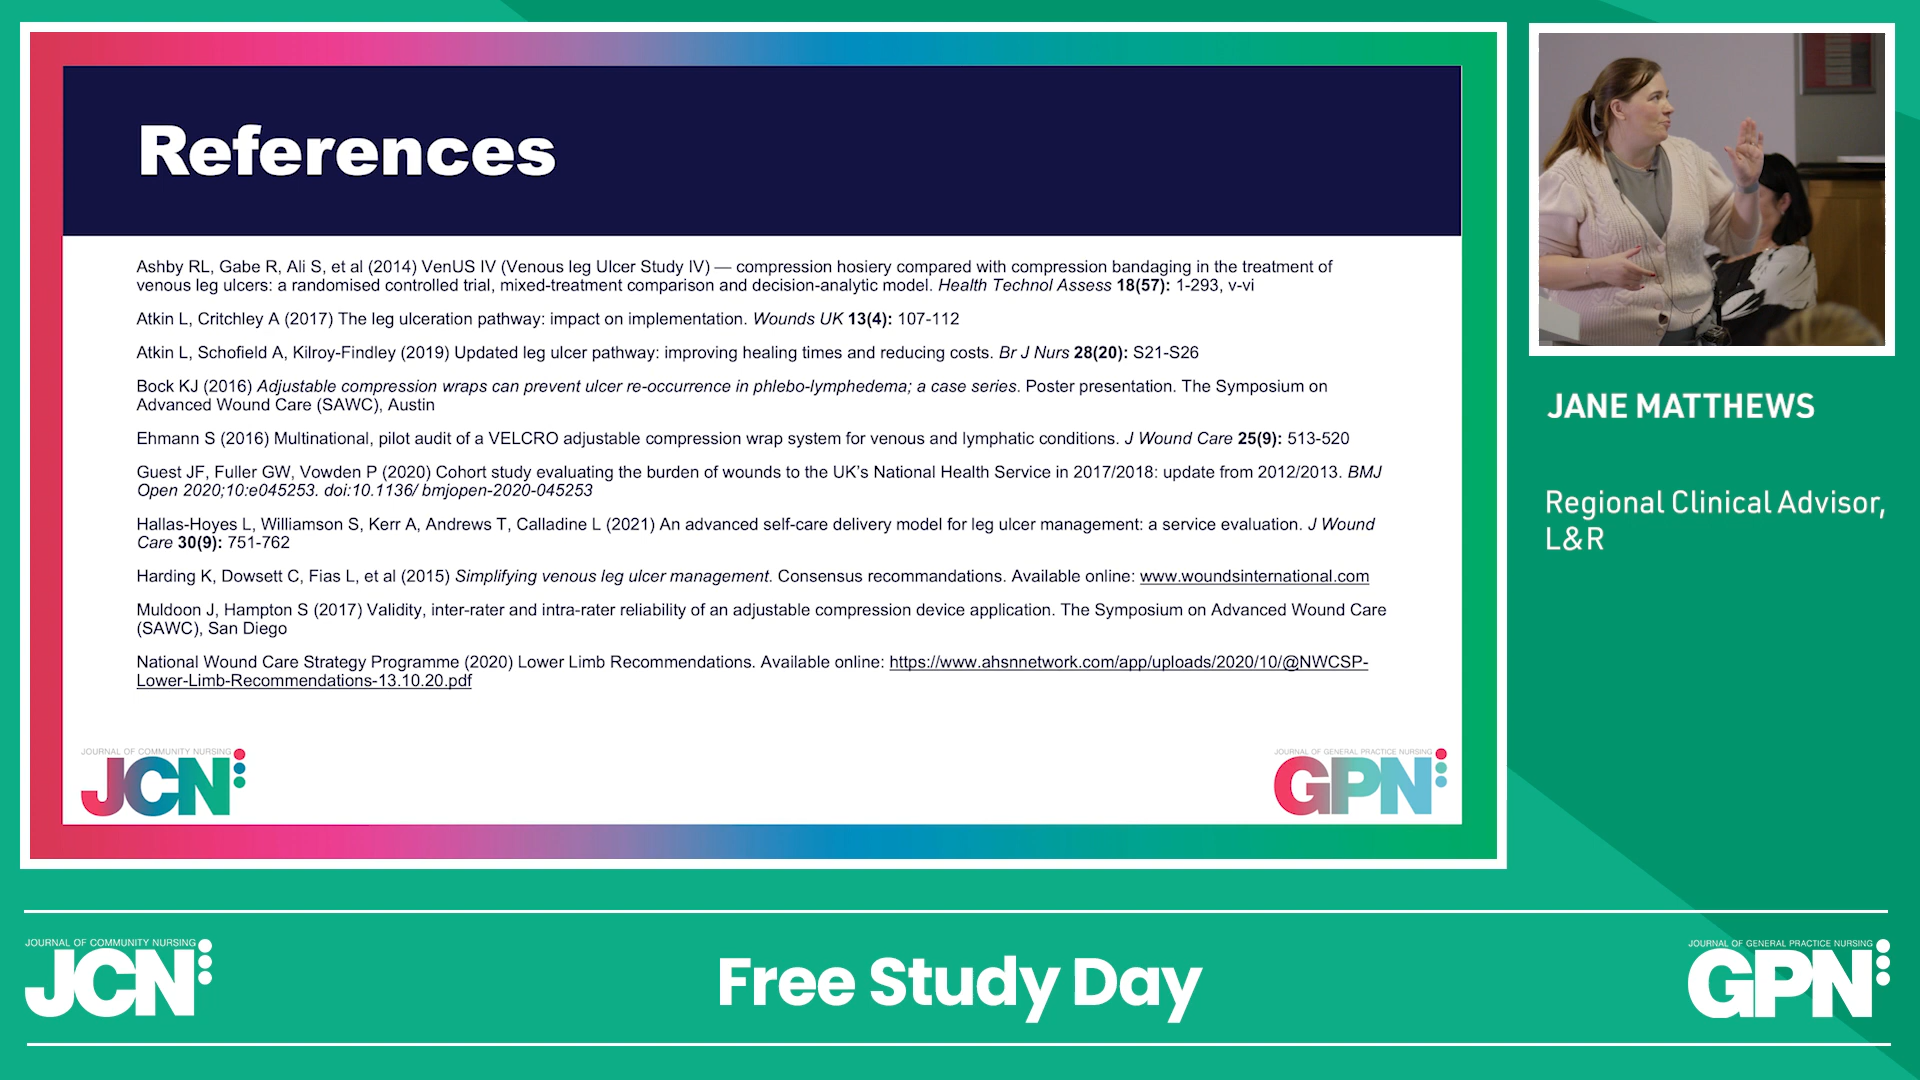 References
Ashby RL, Gabe R, Ali S, et al (2014) VenUS IV (Venous leg Ulcer Study IV) — compression hosiery compared with compression bandaging in the treatment of
venous leg ulcers: a randomised controlled trial, mixed-treatment comparison and decision-analytic model. Health Technol Assess 18(57): 1-293, v-vi
Atkin L, Critchley A (2017) The leg ulceration pathway: impact on implementation. Wounds UK 13(4): 107-112
Atkin L, Schofield A, Kilroy-Findley (2019) Updated leg ulcer pathway: improving healing times and reducing costs. Br J Nurs 28(20): S21-S26
Bock KJ (2016) Adjustable compression wraps can prevent ulcer re-occurrence in phlebo-lymphedema; a case series. Poster presentation. The Symposium on
Advanced Wound Care (SAWC), Austin
Ehmann S (2016) Multinational, pilot audit of a VELCRO adjustable compression wrap system for venous and lymphatic conditions. J Wound Care 25(9): 513-520
Guest JF, Fuller GW, Vowden P (2020) Cohort study evaluating the burden of wounds to the UK’s National Health Service in 2017/2018: update from 2012/2013. BMJ
Open 2020;10:e045253. doi:10.1136/ bmjopen-2020-045253
Hallas-Hoyes L, Williamson S, Kerr A, Andrews T, Calladine L (2021) An advanced self-care delivery model for leg ulcer management: a service evaluation. J Wound
Care 30(9): 751-762
Harding K, Dowsett C, Fias L, et al (2015) Simplifying venous leg ulcer management. Consensus recommandations. Available online: www.woundsinternational.com
Muldoon J, Hampton S (2017) Validity, inter-rater and intra-rater reliability of an adjustable compression device application. The Symposium on Advanced Wound Care
(SAWC), San Diego
National Wound Care Strategy Programme (2020) Lower Limb Recommendations. Available online: https://www.ahsnnetwork.com/app/uploads/2020/10/@NWCSP-
Lower-Limb-Recommendations-13.10.20.pdf
JOURNAL OF COMMUNITY NURSING
JCN
JOURNAL OF GENERAL PRACTICE NURSING
GPN
JANE MATTHEWS
Regional Clinical Advisor,
L&R
JOURNAL OF COMMUNITY NURSING
JCN
Free Study Day
JOURNAL OF GENERAL PRACTICE NURSING
GPN